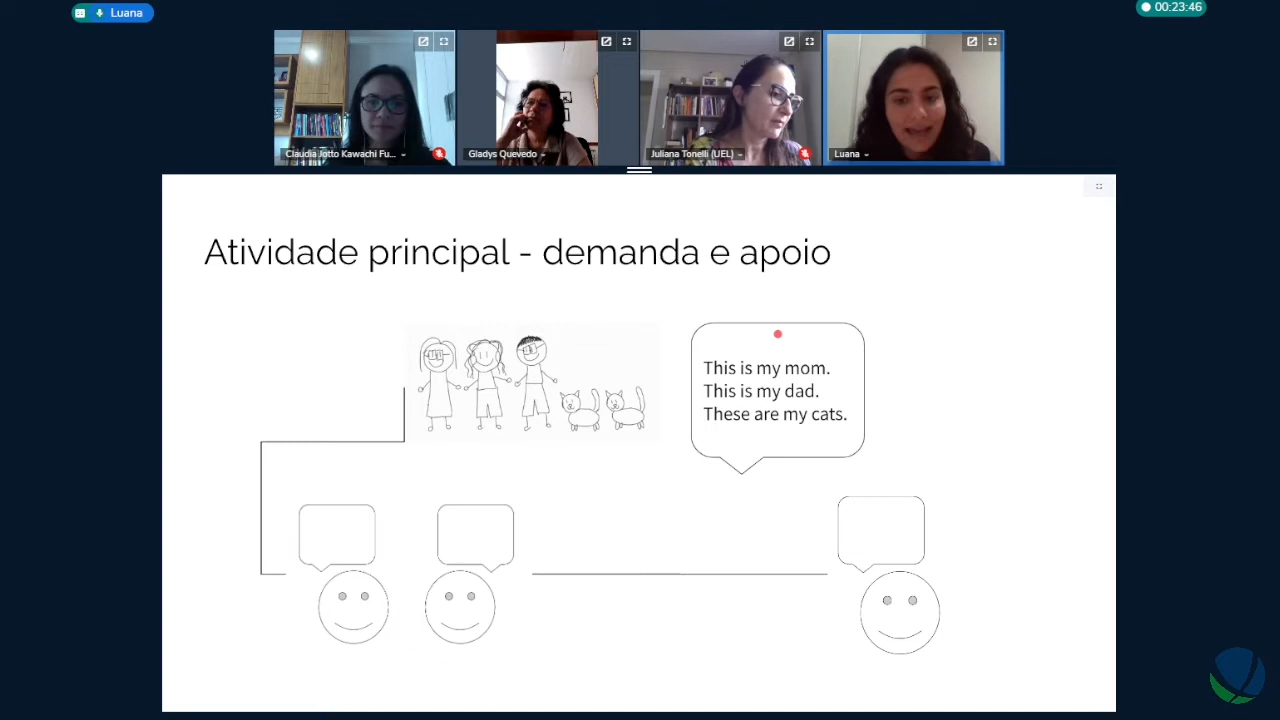 Luana
00:23:46
Claudia Jotto Kawachi Fu...
Gladys Quevedo
Juliana Tonelli (UEL)
Luana
Atividade principal - demanda e apoio
This is my mom.
This is my dad.
These are my cats.